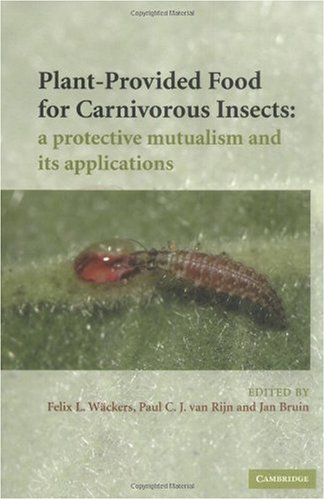 Plant-Provided Food
for Carnivorous Insects:
a protective mutualism and
its applications
EDITED BY
Felix L. Wäckers, Paul C. J. van Rijn and Jan Bruin
CAMBRIDGE